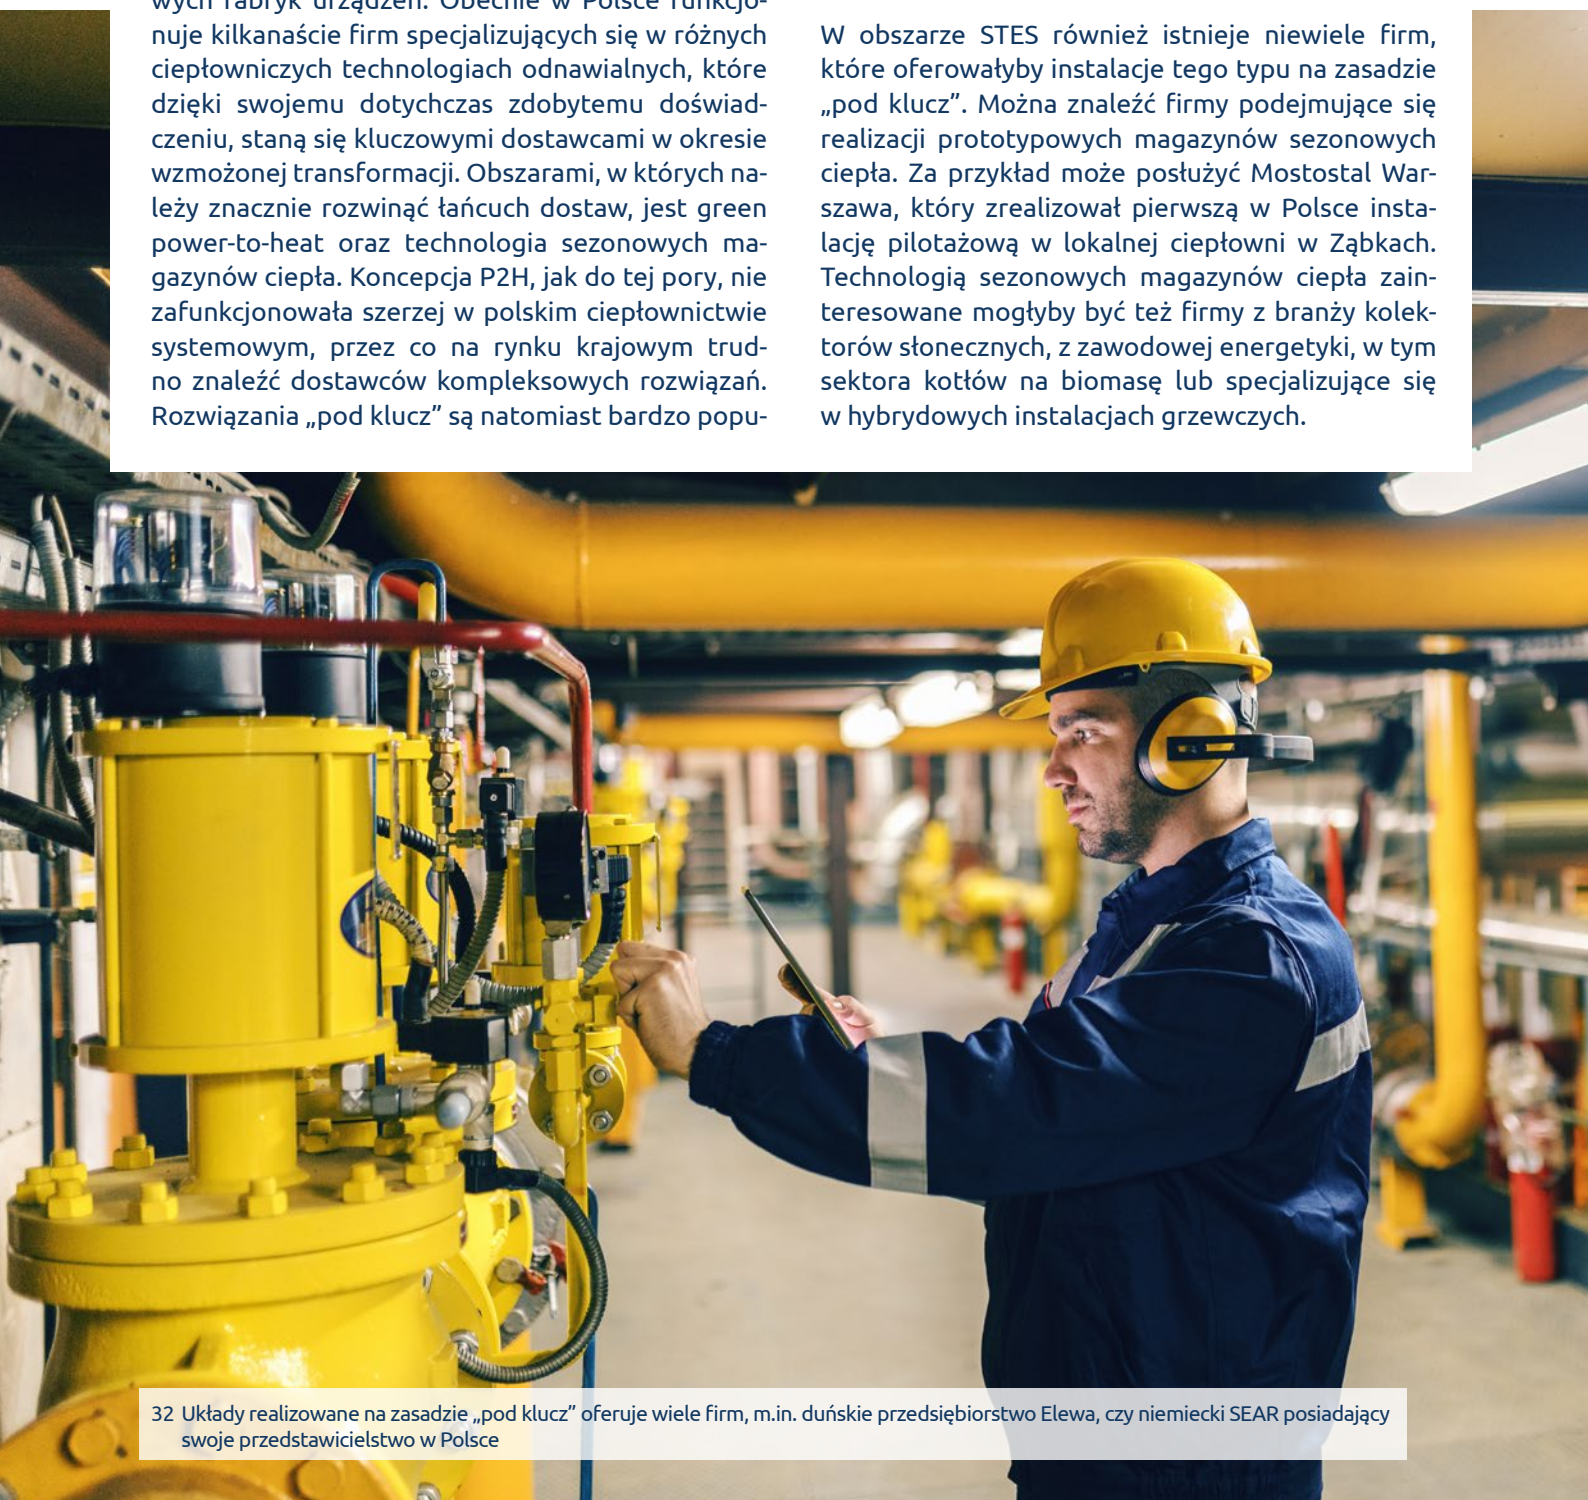 wych fabryk urządzeń. Obecnie w Polsce funkcjo-
nuje kilkanaście firm specjalizujących się w różnych
ciepłowniczych technologiach odnawialnych, które
dzięki swojemu dotychczas zdobytemu doświad-
czeniu, staną się kluczowymi dostawcami w okresie
wzmożonej transformacji. Obszarami, w których na-
leży znacznie rozwinąć łańcuch dostaw, jest green
power-to-heat oraz technologia sezonowych ma-
gazynów ciepła. Koncepcja P2H, jak do tej pory, nie
zafunkcjonowała szerzej w polskim ciepłownictwie
systemowym, przez co na rynku krajowym trud-
no znaleźć dostawców kompleksowych rozwiązań.
Rozwiązania „pod klucz” są natomiast bardzo popu-
W obszarze STES również istnieje niewiele firm,
które oferowałyby instalacje tego typu na zasadzie
„pod klucz”. Można znaleźć firmy podejmujące się
realizacji prototypowych magazynów sezonowych
ciepła. Za przykład może posłużyć Mostostal War-
szawa, który zrealizował pierwszą w Polsce insta-
lację pilotażową w lokalnej ciepłowni w Ząbkach.
Technologią sezonowych magazynów ciepła zain-
teresowane mogłyby być też firmy z branży kolek-
torów słonecznych, z zawodowej energetyki, w tym
sektora kotłów na biomasę lub specjalizujące się
w hybrydowych instalacjach grzewczych.
32 Układy realizowane na zasadzie „pod klucz” oferuje wiele firm, m.in. duńskie przedsiębiorstwo Elewa, czy niemiecki SEAR posiadający
swoje przedstawicielstwo w Polsce